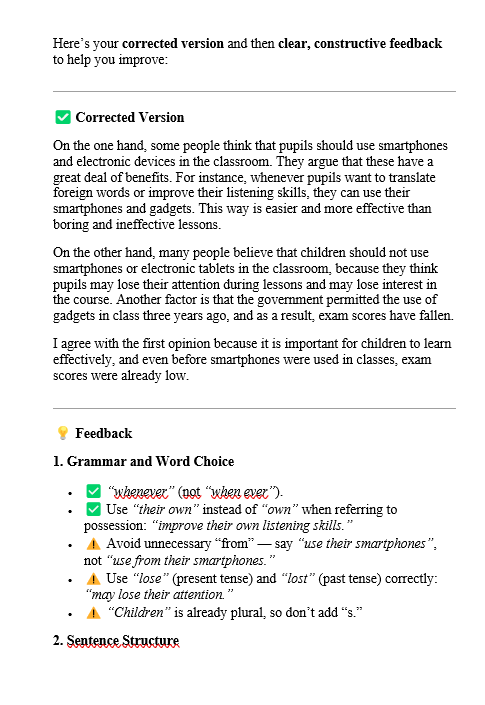 Here's your corrected version and then clear, constructive feedback
to help you improve:
✅ Corrected Version
On the one hand, some people think that pupils should use smartphones
and electronic devices in the classroom. They argue that these have a
great deal of benefits. For instance, whenever pupils want to translate
foreign words or improve their listening skills, they can use their
smartphones and gadgets. This way is easier and more effective than
boring and ineffective lessons.
On the other hand, many people believe that children should not use
smartphones or electronic tablets in the classroom, because they think
pupils may lose their attention during lessons and may lose interest in
the course. Another factor is that the government permitted the use of
gadgets in class three years ago, and as a result, exam scores have fallen.
I agree with the first opinion because it is important for children to learn
effectively, and even before smartphones were used in classes, exam
scores were already low.
💡 Feedback
1. Grammar and Word Choice
• ✅ “whenever” (not “when ever”).
• ✅ Use “their own” instead of “own” when referring to
possession: “improve their own listening skills.”
• ⚠️ Avoid unnecessary “from” — say “use their smartphones”,
not “use from their smartphones.”
• ⚠️ Use “lose” (present tense) and “lost” (past tense) correctly:
“may lose their attention.”
• ⚠️ “Children” is already plural, so don’t add “s.”
2. Sentence Structure